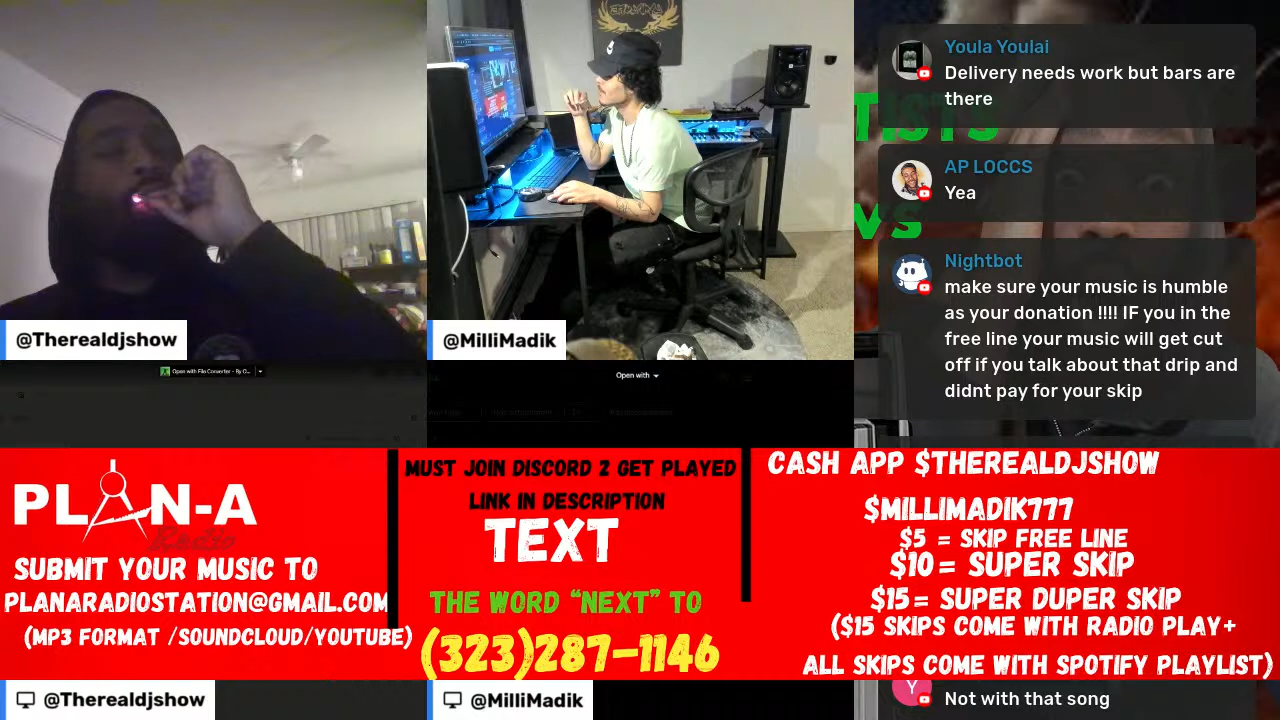 Youla Youlai
Delivery needs work but bars are
there
AP LOCCS
Yea
Nightbot
make sure your music is humble
as your donation !!!! IF you in the
free line your music will get cut
off if you talk about that drip and
didnt pay for your skip
@Therealdjshow
@MilliMadik
Open with File Converter - By O...
Open with
PLAN-A
Radio
SUBMIT YOUR MUSIC TO
PLANARADIOSTATION@GMAIL.COM
(MP3 FORMAT /SOUNDCLOUD/YOUTUBE)
MUST JOIN DISCORD 2 GET PLAYED
LINK IN DESCRIPTION
TEXT
THE WORD “NEXT” TO
(323)287-1146
CASH APP $THEREALDJSHOW
$MILLIMADIK777
$5 = SKIP FREE LINE
$10 = SUPER SKIP
$15 = SUPER DUPER SKIP
($15 SKIPS COME WITH RADIO PLAY+
ALL SKIPS COME WITH SPOTIFY PLAYLIST)
@Therealdjshow
@MilliMadik
Y
Not with that song